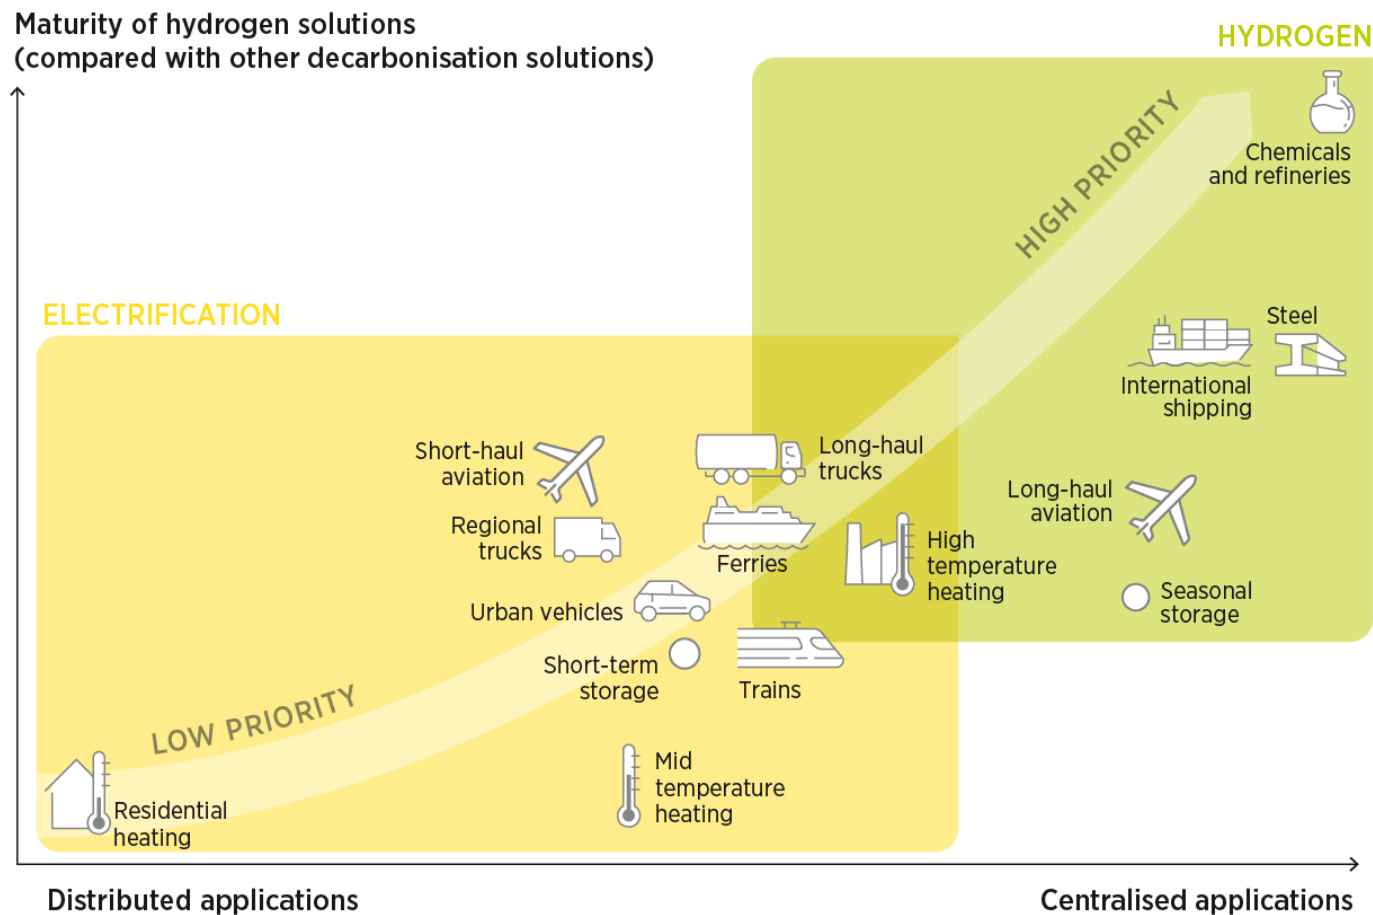 Maturity of hydrogen solutions
(compared with other decarbonisation solutions)
HYDROGEN
HIGH PRIORITY
Chemicals
and refineries
ELECTRIFICATION
Steel
International
shipping
Short-haul
aviation
Long-haul
trucks
Long-haul
aviation
Regional
trucks
Ferries
High
temperature
heating
Urban vehicles
Seasonal
storage
Short-term
storage
Trains
LOW PRIORITY
Mid
temperature
heating
Residential
heating
Distributed applications
Centralised applications